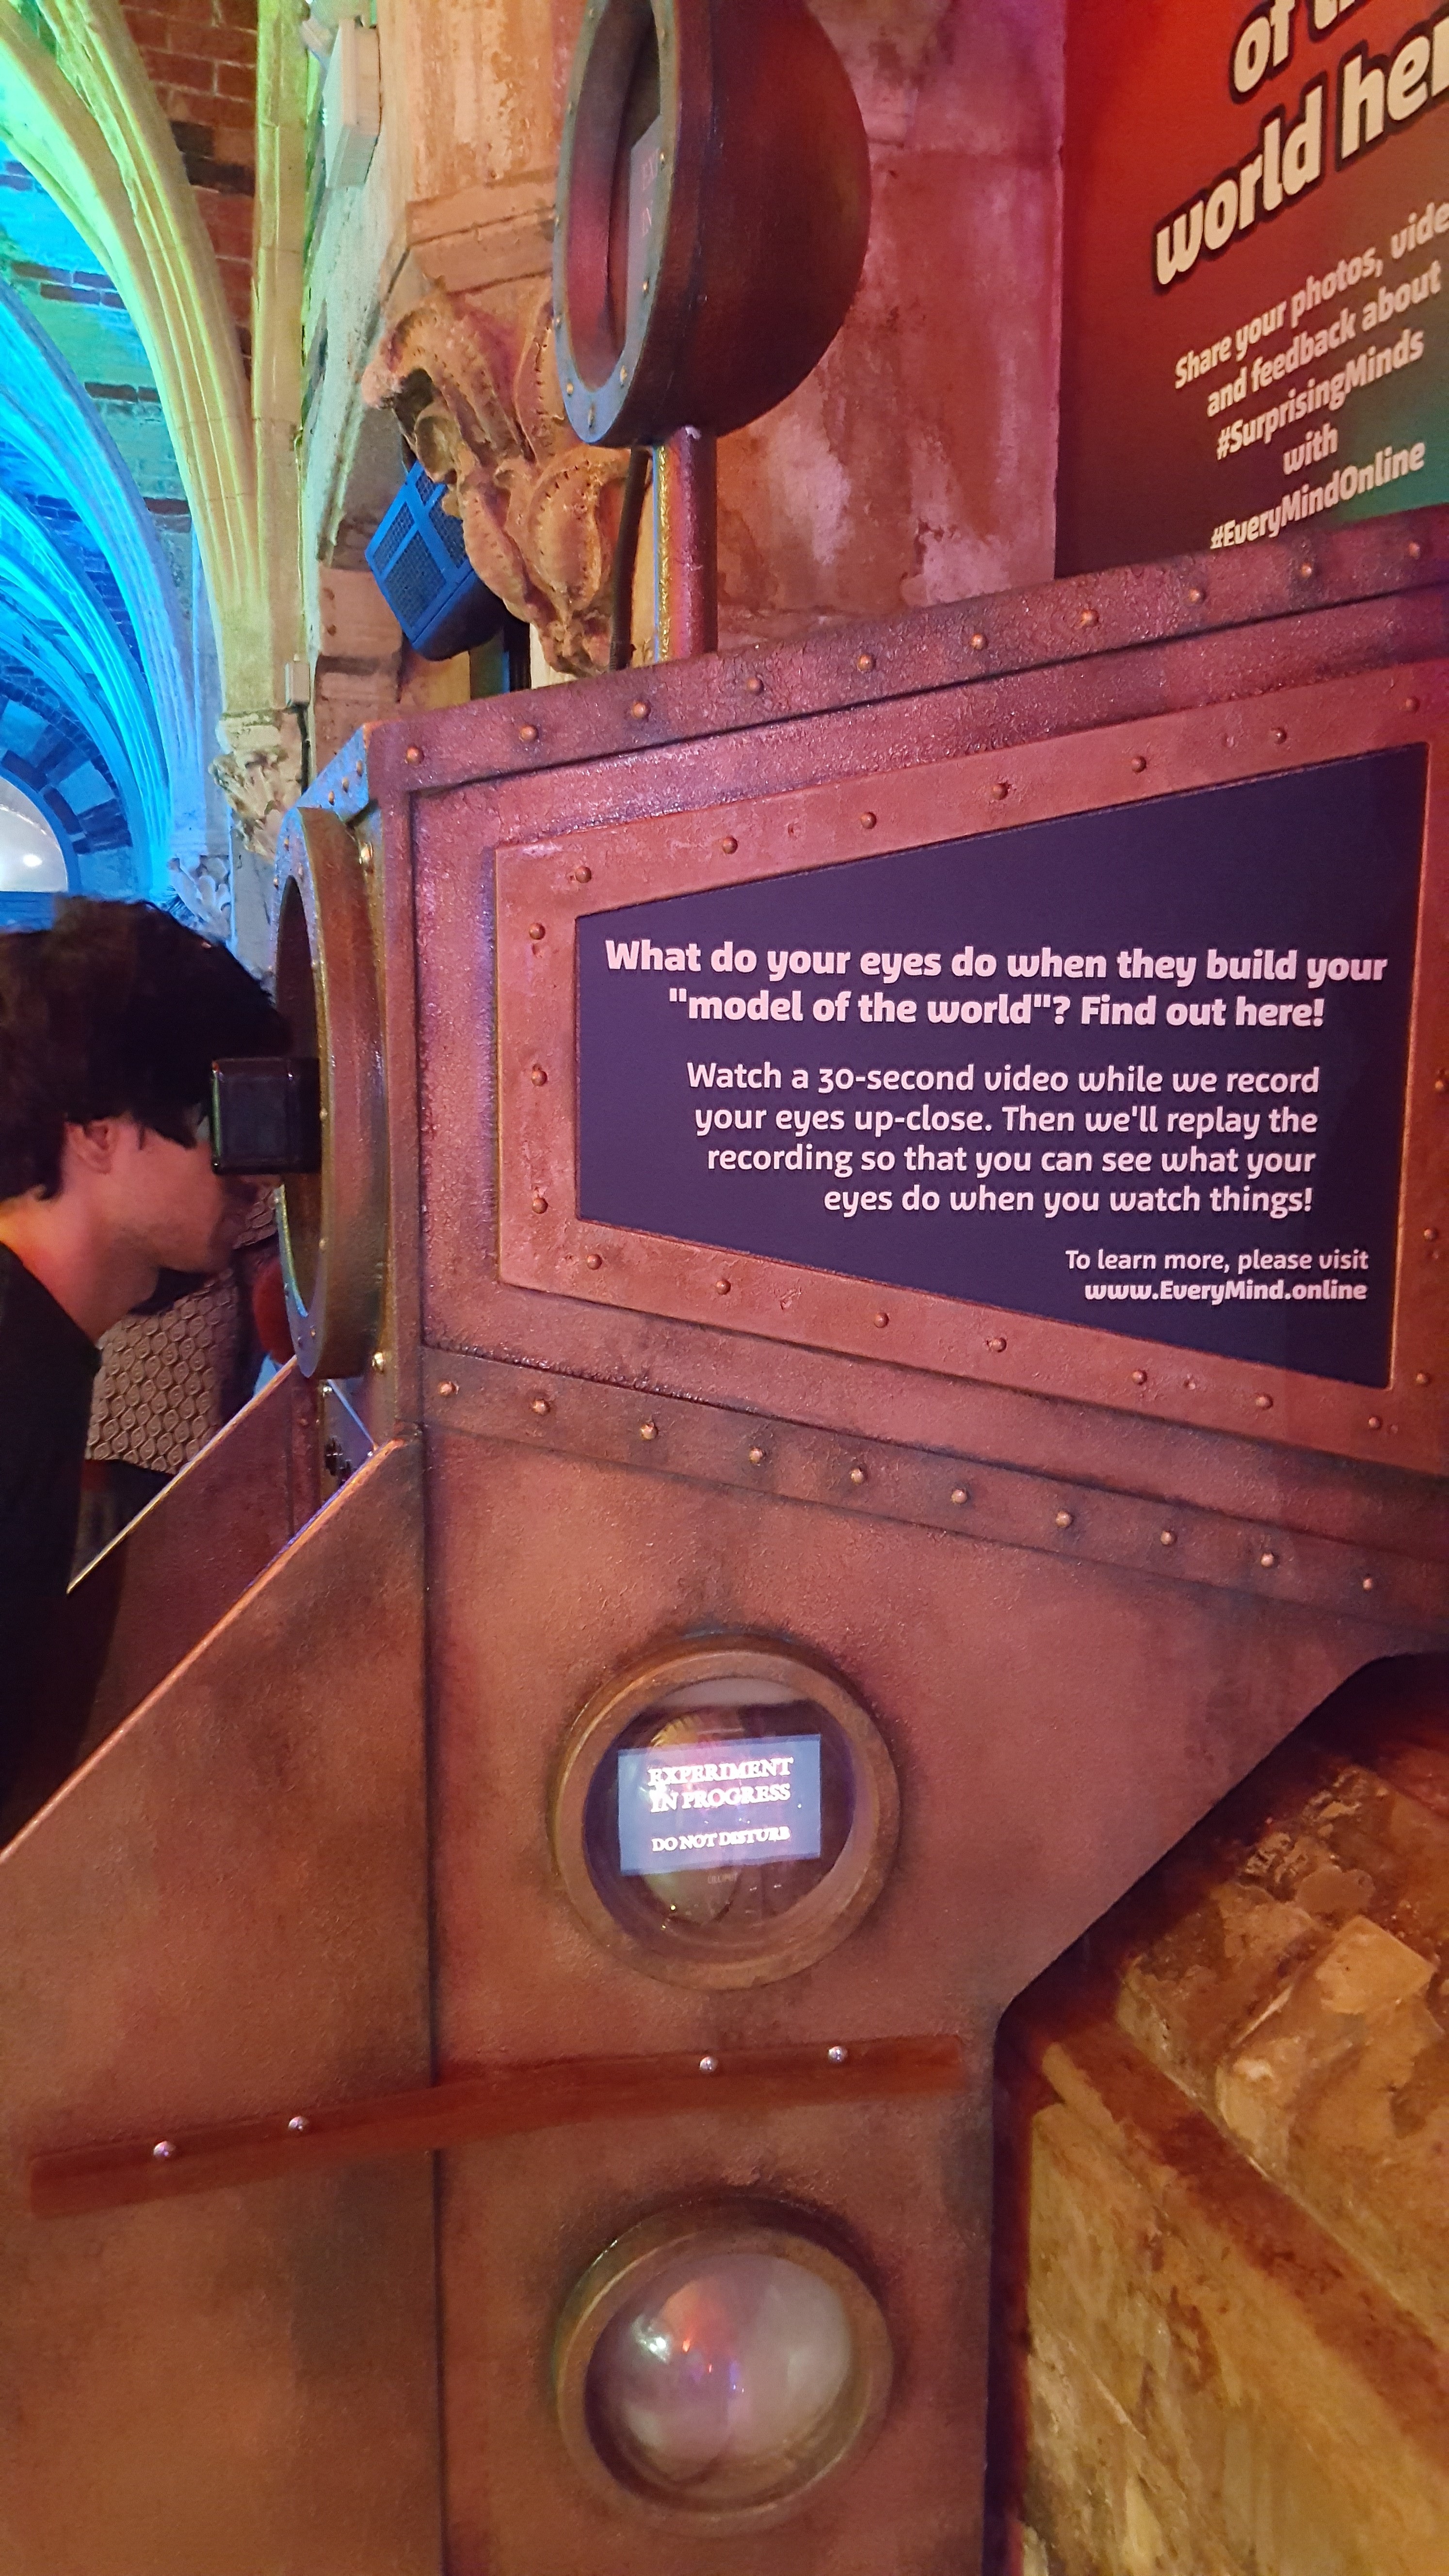 world
Share your photos,
and feedback about
#SurprisingMinds
with
#EveryMindOnline
What do your eyes do when they build your
"model of the world"? Find out here!
Watch a 30-second video while we record
your eyes up-close. Then we'll replay the
recording so that you can see what your
eyes do when you watch things!
To learn more, please visit
www.EveryMind.online
EXPERIMENT
IN PROGRESS
DO NOT DISTURB